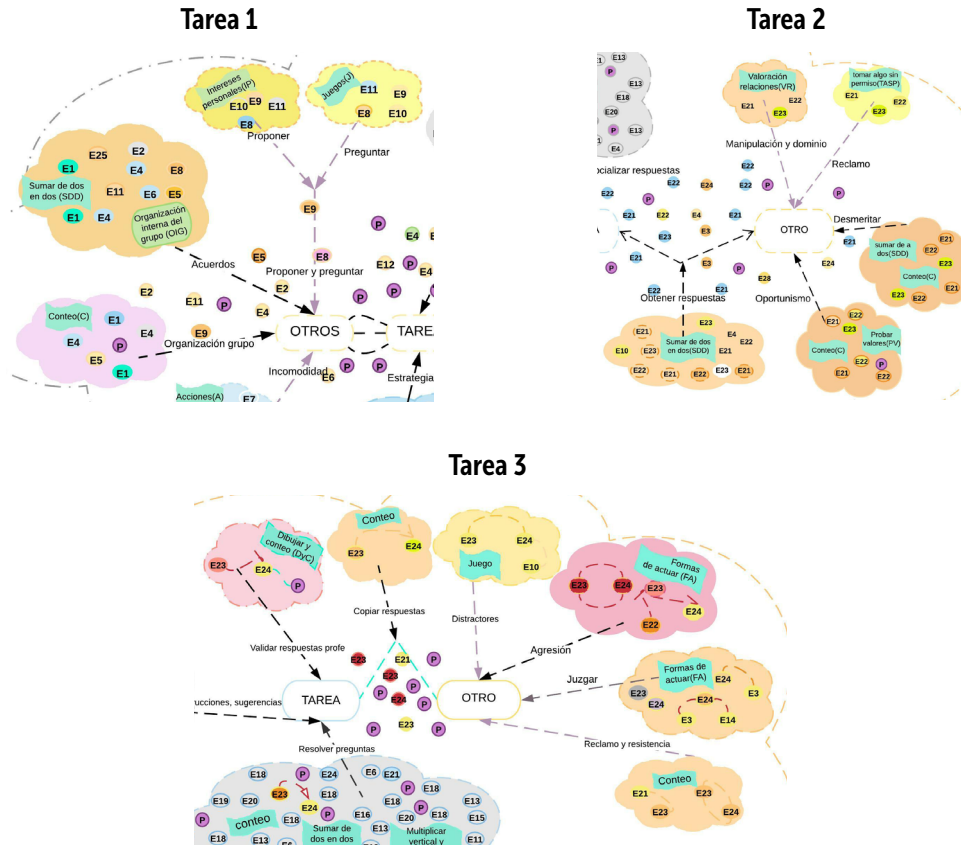 Tarea 1
Intereses
personales(IP)
E9
E10
E11
E8
Proponer
Juegos(J)
E11
E9
E8
E10
Preguntar
E25
E2
E1
E4
E8
E11
E6
E5
Sumar de dos
en dos (SDD)
E1
E4
Organización
interna del
grupo (OIG)
Acuerdos
E9
P
E4
E5
E8
Proponer y preguntar
E12
P
E4
E2
E2
E11
P
E4
P
P
Conteo(C)
E1
E4
E4
P
E5
E1
E9
Organización grupo
OTROS
TAREA
Incomodidad
E6
P
P
P
Estrategia
Acciones(A)
E7
Tarea 2
E13
P
E13
E18
E20
P
E13
E4
ocializar respuestas
Valoración
relaciones(VR)
E21
E22
E23
Manipulación y dominio
tomar algo sin
permiso(TASP)
E21
E22
E23
Reclamo
E22
E22
E24
E22
P
P
E21
E22
E4
E21
E23
E3
P
E21
E3
P
E22
E21
E28
E24
E21
OTRO
Desmeritar
E21
sumar de a
dos(SDD)
E22
E23
Conteo(C)
E21
E23
E22
Obtener respuestas
Oportunismo
E21
E23
E4
E22
E10
E23
Sumar de dos
en dos(SDD)
E21
E22
E21
E22
E23
E21
E21
E22
E23
Probar
valores(PV)
Conteo(C)
P
E21
E22
E22
Tarea 3
Dibujar y
conteo (DyC)
E23
E24
P
Validar respuestas profe
Conteo
E23
E24
Copiar respuestas
E23
E24
Juego
E10
Distractores
Formas
de actuar (FA)
E23
E24
E23
E24
E22
Agresión
E23
E21
P
E23
P
E24
P
P
E23
P
TAREA
OTRO
Juzgar
Formas de
actuar(FA)
E24
E23
E24
E24
E3
E3
E14
ucciones, sugerencias
Resolver preguntas
Reclamo y resistencia
Conteo
E21
E23
E23
E24
E18
P
E24
E6
E21
P
E19
E20
E23
E18
E24
E18
E13
P
conteo
E18
P
E16
E20
P
E18
E15
E13
E18
E13
E6
Sumar de
dos en dos
Multiplicar
vertical y
E11